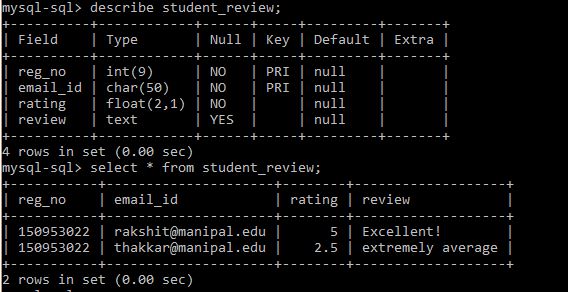 mysql-sql> describe student_review;
+---------+------------+------+-----+---------+-------+
| Field | Type | Null | Key | Default | Extra |
+---------+------------+------+-----+---------+-------+
| reg_no | int(9) | NO | PRI | null | |
| email_id | char(50) | NO | PRI | null | |
| rating | float(2,1) | NO | | null | |
| review | text | YES | | null | |
+---------+------------+------+-----+---------+-------+
4 rows in set (0.00 sec)
mysql-sql> select * from student_review;
+-----------+---------------------+--------+-------------------+
| reg_no | email_id | rating | review |
+-----------+---------------------+--------+-------------------+
| 150953022 | rakshit@manipal.edu | 5 | Excellent! |
| 150953022 | thakkar@manipal.edu | 2.5 | extremely average |
+-----------+---------------------+--------+-------------------+
2 rows in set (0.00 sec)